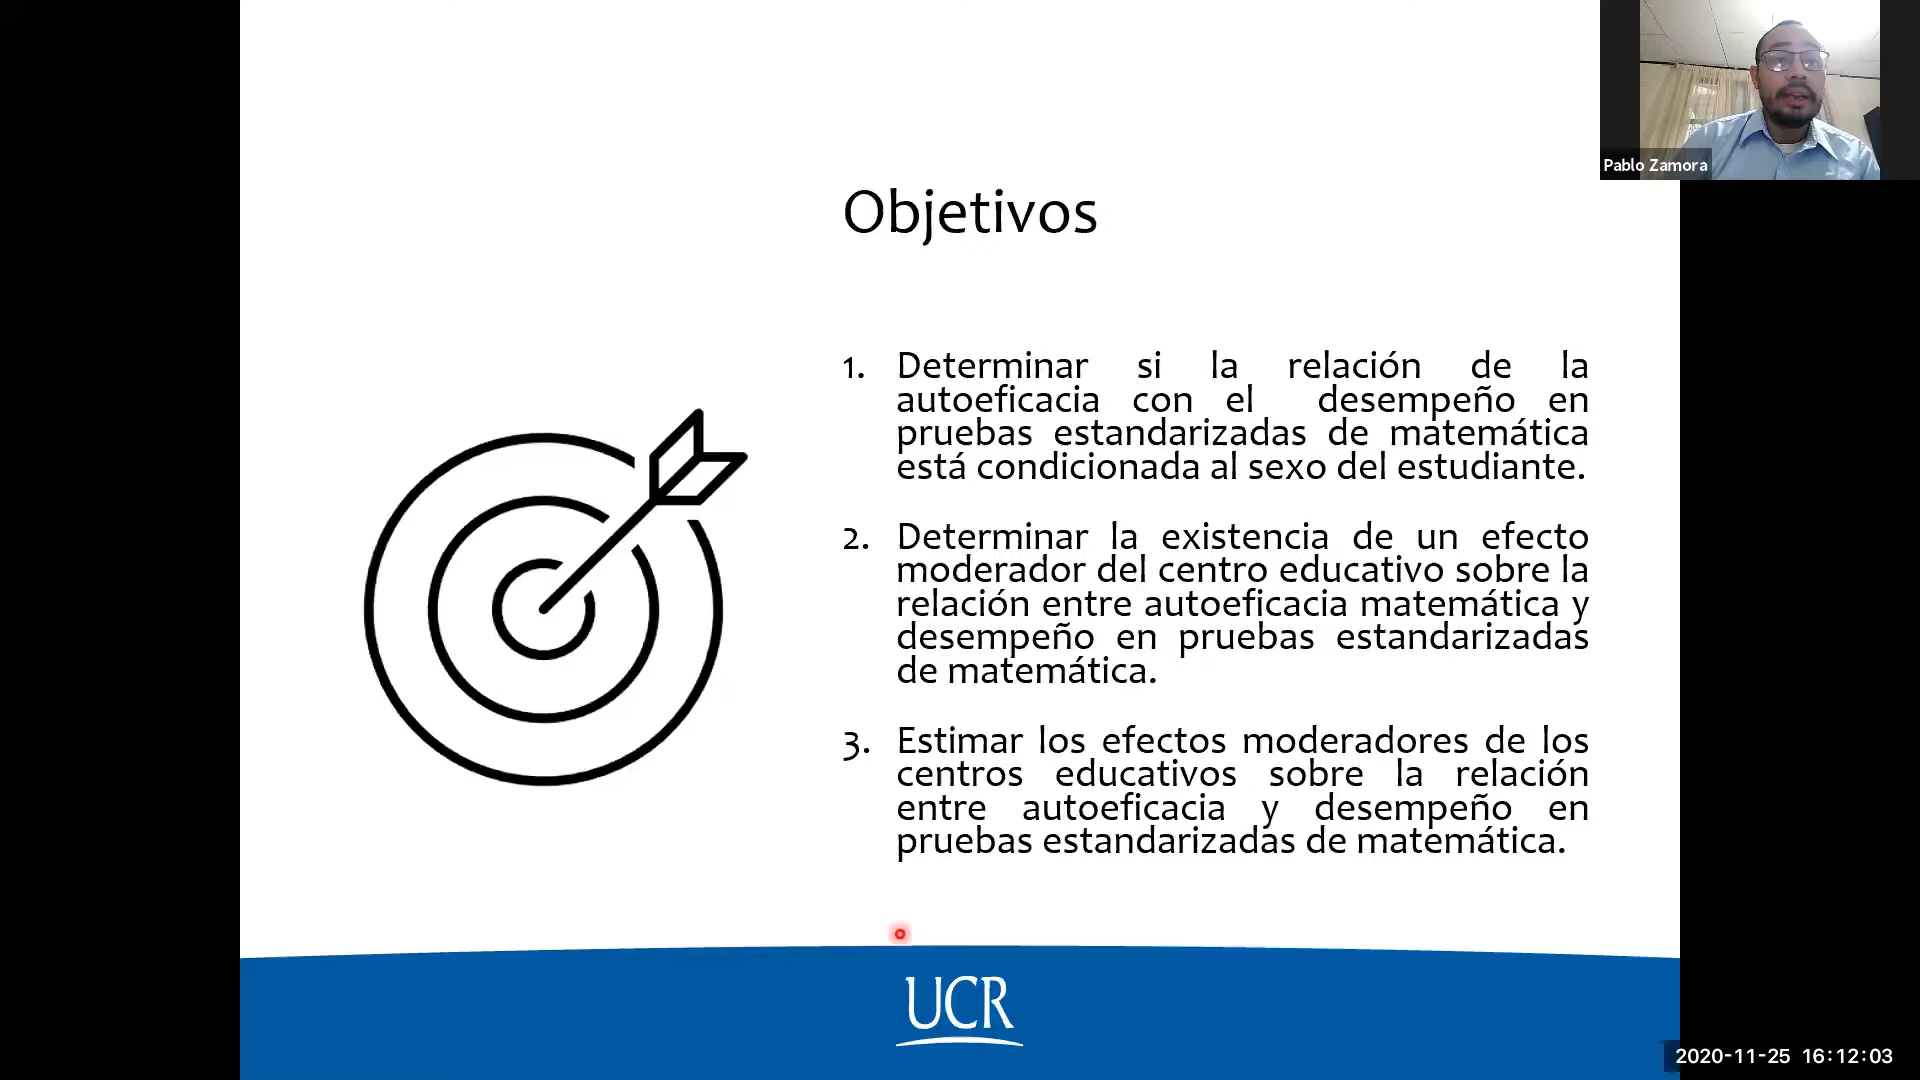 Pablo Zamora
Objetivos
1. Determinar si la relación de la
autoeficacia con el desempeño en
pruebas estandarizadas de matemática
está condicionada al sexo del estudiante.
2. Determinar la existencia de un efecto
moderador del centro educativo sobre la
relación entre autoeficacia matemática y
desempeño en pruebas estandarizadas
de matemática.
3. Estimar los efectos moderadores de los
centros educativos sobre la relación
entre autoeficacia y desempeño en
pruebas estandarizadas de matemática.
UCR
2020-11-25 16:12:03